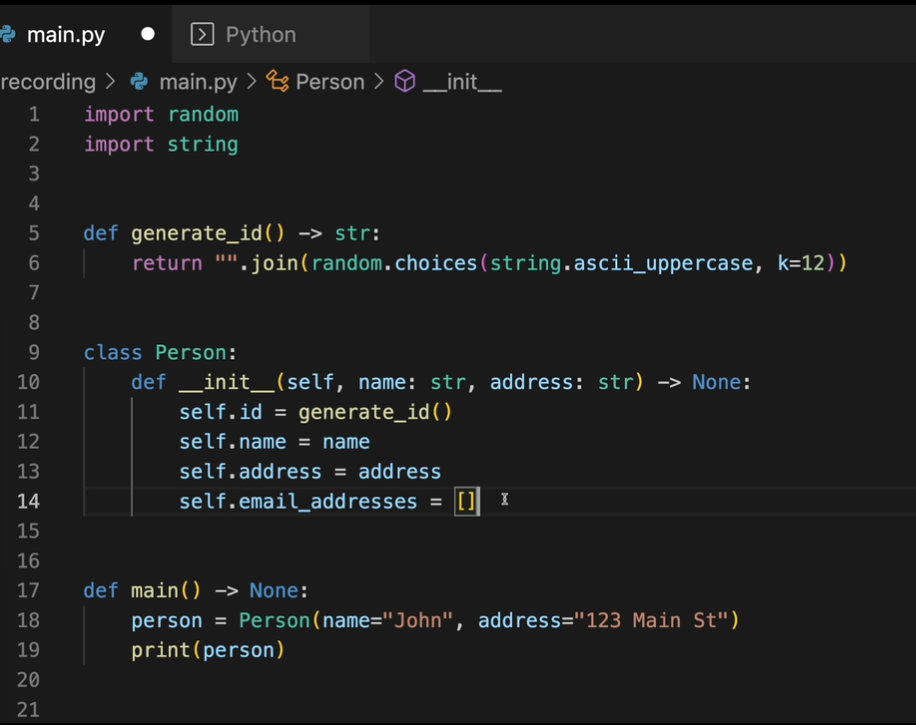 main.py ● Python
recording > main.py > Person > __init__
1 import random
2 import string
3
4
5 def generate_id() -> str:
6     return "".join(random.choices(string.ascii_uppercase, k=12))
7
8
9 class Person:
10     def __init__(self, name: str, address: str) -> None:
11         self.id = generate_id()
12         self.name = name
13         self.address = address
14         self.email_addresses = []
15
16
17 def main() -> None:
18     person = Person(name="John", address="123 Main St")
19     print(person)
20
21